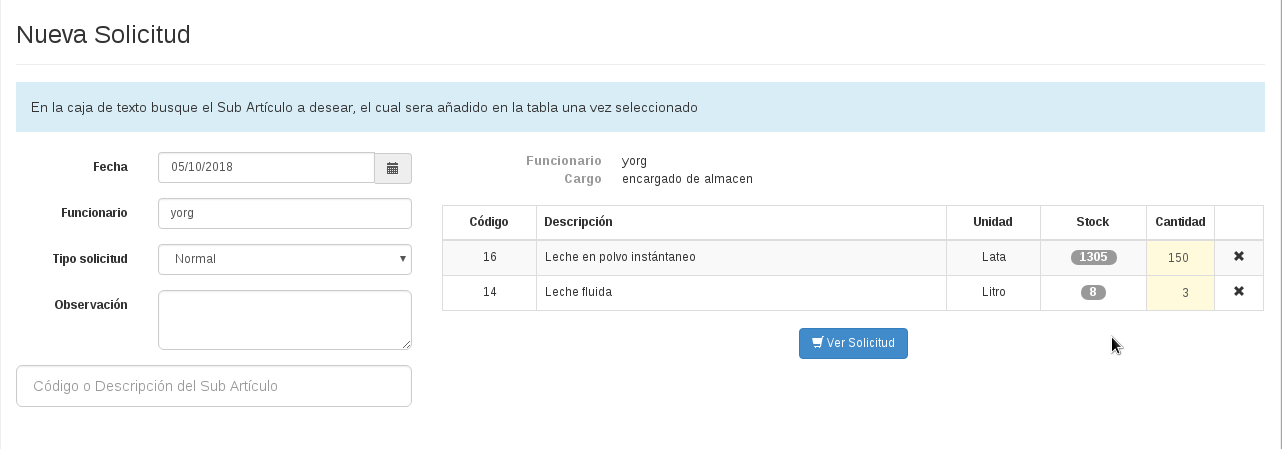 Nueva Solicitud
En la caja de texto busque el Sub Artículo a desear, el cual sera añadido en la tabla una vez seleccionado
Fecha 05/10/2018
Funcionario yorg
Tipo solicitud Normal
Observación
Código o Descripción del Sub Artículo
Funcionario yorg
Cargo encargado de almacen
Código Descripción Unidad Stock Cantidad
16 Leche en polvo instántaneo Lata 1305 150
14 Leche fluida Litro 8 3
Ver Solicitud